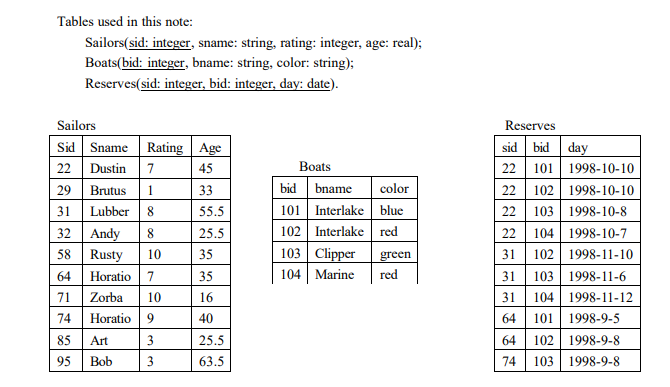 Tables used in this note:
Sailors(sid: integer, sname: string, rating: integer, age: real);
Boats(bid: integer, bname: string, color: string);
Reserves(sid: integer, bid: integer, day: date).
Sailors
Sid Sname Rating Age
22 Dustin 7 45
29 Brutus 1 33
31 Lubber 8 55.5
32 Andy 8 25.5
58 Rusty 10 35
64 Horatio 7 35
71 Zorba 10 16
74 Horatio 9 40
85 Art 3 25.5
95 Bob 3 63.5
Boats
bid bname color
101 Interlake blue
102 Interlake red
103 Clipper green
104 Marine red
Reserves
sid bid day
22 101 1998-10-10
22 102 1998-10-10
22 103 1998-10-8
22 104 1998-10-7
31 102 1998-11-10
31 103 1998-11-6
31 104 1998-11-12
64 101 1998-9-5
64 102 1998-9-8
74 103 1998-9-8